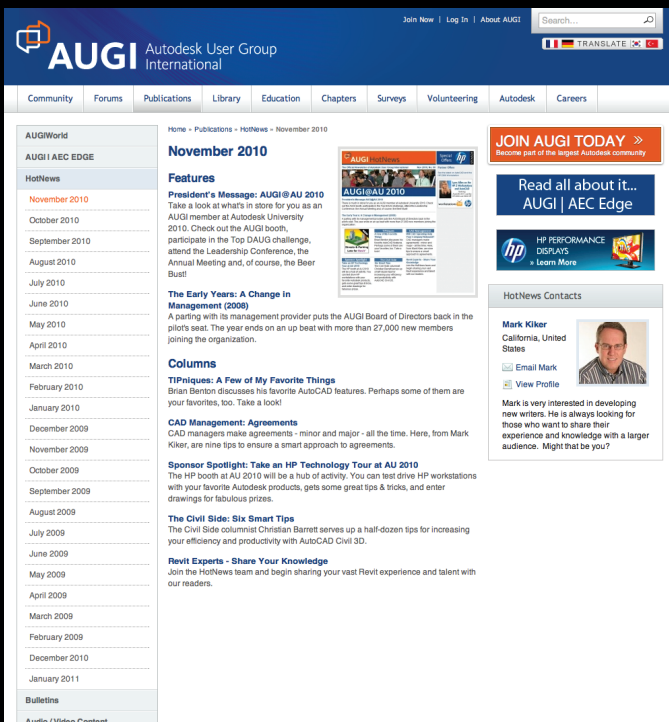 Join Now | Log In | About AUGI
Search...
AUGI Autodesk User Group International
TRANSLATE
Community Forums Publications Library Education Chapters Surveys Volunteering Autodesk Careers
AUGIWorld
AUGI | AEC EDGE
HotNews
November 2010
October 2010
September 2010
August 2010
July 2010
June 2010
May 2010
April 2010
March 2010
February 2010
January 2010
December 2009
November 2009
October 2009
September 2009
August 2009
July 2009
June 2009
May 2009
April 2009
March 2009
February 2009
December 2010
January 2011
Bulletins
Audio / Video Content
Home » Publications » HotNews » November 2010
November 2010
Features
President's Message: AUGI@AU 2010
Take a look at what's in store for you as an
AUGI member at Autodesk University
2010. Check out the AUGI booth,
participate in the Top DAUG challenge,
attend the Leadership Conference, the
Annual Meeting and, of course, the Beer
Bust!
AUGI HotNews
AUGI@AU 2010
The Early Years: A Change in
Management (2008)
A parting with its management provider puts the AUGI Board of Directors back in the
pilot's seat. The year ends on an up beat with more than 27,000 new members
joining the organization.
Columns
TIPniques: A Few of My Favorite Things
Brian Benton discusses his favorite AutoCAD features. Perhaps some of them are
your favorites, too. Take a look!
CAD Management: Agreements
CAD managers make agreements - minor and major - all the time. Here, from Mark
Kiker, are nine tips to ensure a smart approach to agreements.
Sponsor Spotlight: Take an HP Technology Tour at AU 2010
The HP booth at AU 2010 will be a hub of activity. You can test drive HP workstations
with your favorite Autodesk products, gets some great tips & tricks, and enter
drawings for fabulous prizes.
The Civil Side: Six Smart Tips
The Civil Side columnist Christian Barrett serves up a half-dozen tips for increasing
your efficiency and productivity with AutoCAD Civil 3D.
Revit Experts - Share Your Knowledge
Join the HotNews team and begin sharing your vast Revit experience and talent with
our readers.
JOIN AUGI TODAY »
Become part of the largest Autodesk community
Read all about it...
AUGI | AEC Edge
hp
HP PERFORMANCE
DISPLAYS
» Learn More
HotNews Contacts
Mark Kiker
California, United
States
Email Mark
View Profile
Mark is very interested in developing
new writers. He is always looking for
those who want to share their
experience and knowledge with a larger
audience. Might that be you?